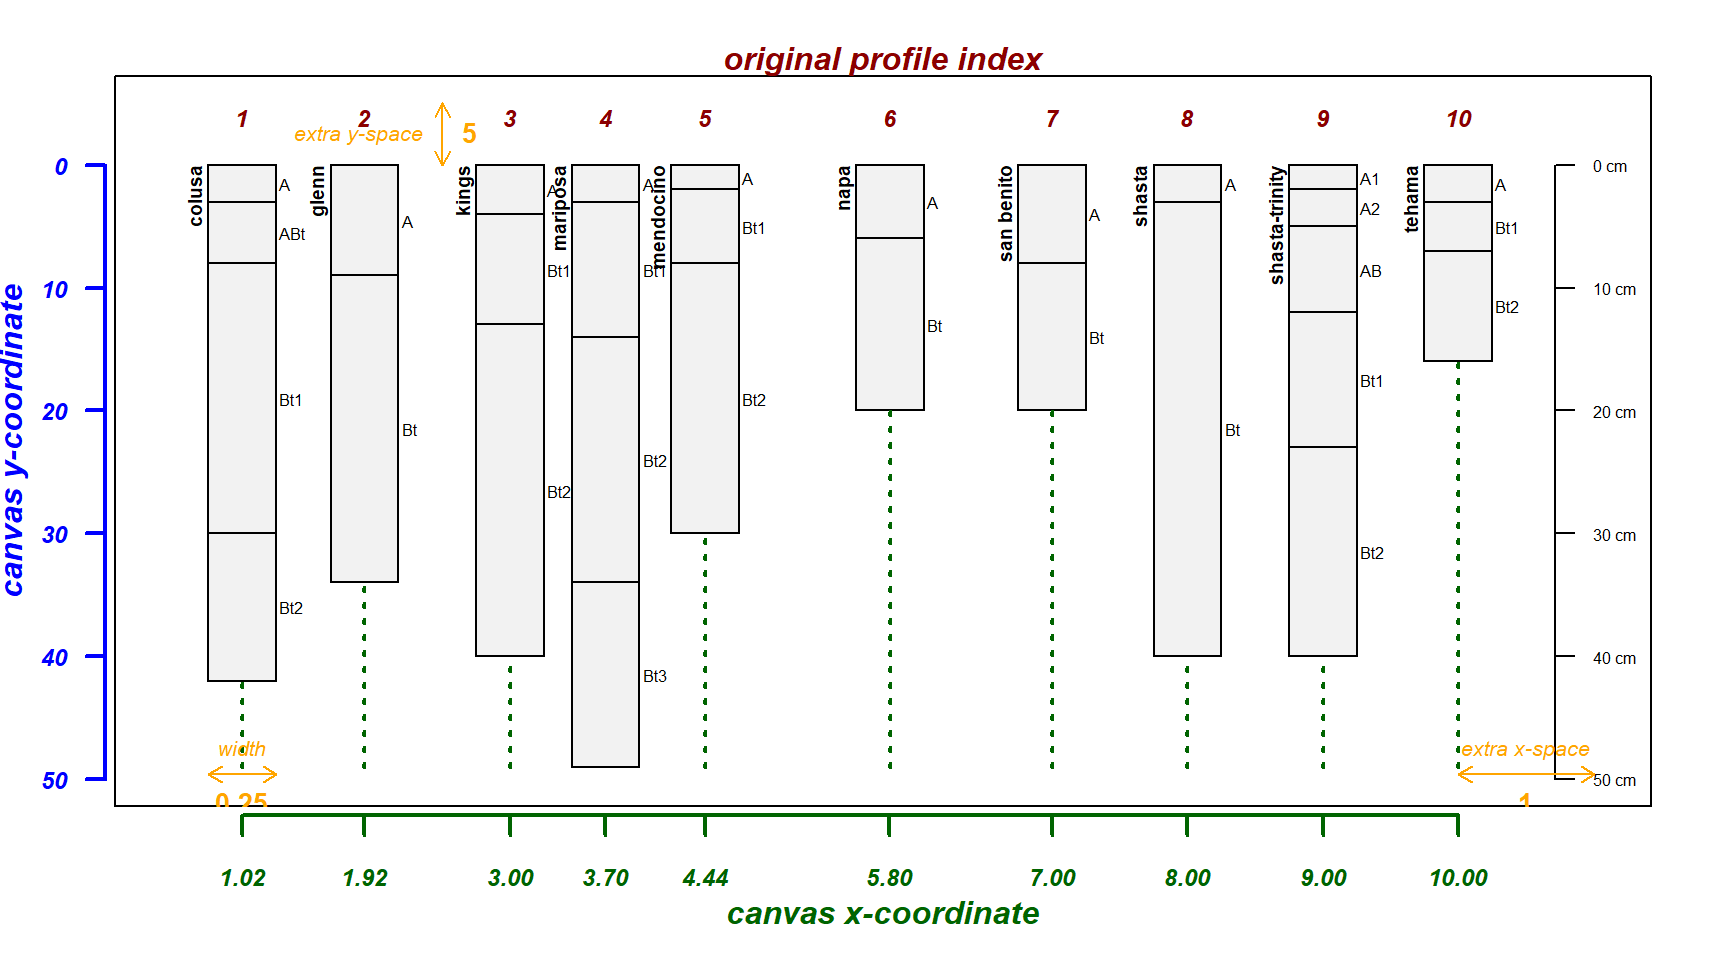 original profile index
1 2 3 4 5 6 7 8 9 10
extra y-space 5
canvas y-coordinate
0
10
20
30
40
50
colusa
A
ABt
Bt1
Bt2
glenn
A
Bt
kings
A
Bt1
Bt2
mariposa
A
Bt1
Bt2
Bt3
mendocino
A
Bt1
Bt2
napa
A
Bt
san benito
A
Bt
shasta
A
Bt
shasta-trinity
A1
A2
AB
Bt1
Bt2
tehama
A
Bt1
Bt2
0 cm
10 cm
20 cm
30 cm
40 cm
50 cm
width
0.25
extra x-space
1
1.02 1.92 3.00 3.70 4.44 5.80 7.00 8.00 9.00 10.00
canvas x-coordinate